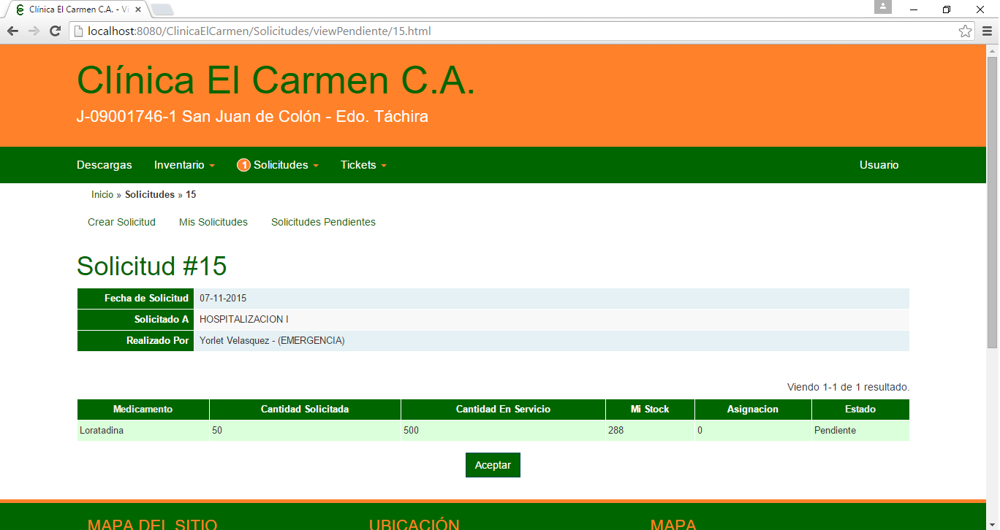 Clínica El Carmen C.A. - Vi
localhost:8080/ClinicaElCarmen/Solicitudes/viewPendiente/15.html
Clínica El Carmen C.A.
J-09001746-1 San Juan de Colón - Edo. Táchira
Descargas Inventario 1 Solicitudes Tickets Usuario
Inicio » Solicitudes » 15
Crear Solicitud Mis Solicitudes Solicitudes Pendientes
Solicitud #15
Fecha de Solicitud 07-11-2015
Solicitado A HOSPITALIZACION I
Realizado Por Yorlet Velasquez - (EMERGENCIA)
Viendo 1-1 de 1 resultado.
Medicamento Cantidad Solicitada Cantidad En Servicio Mi Stock Asignacion Estado
Loratadina 50 500 288 0 Pendiente
Aceptar
MAPA DEL SITIO UBICACIÓN MAPA